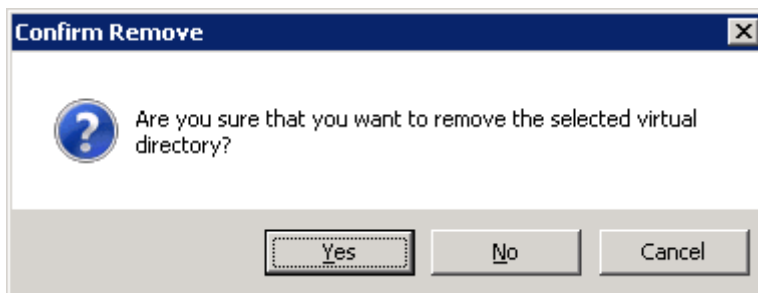 Confirm Remove
Are you sure that you want to remove the selected virtual
directory?
Yes
No
Cancel